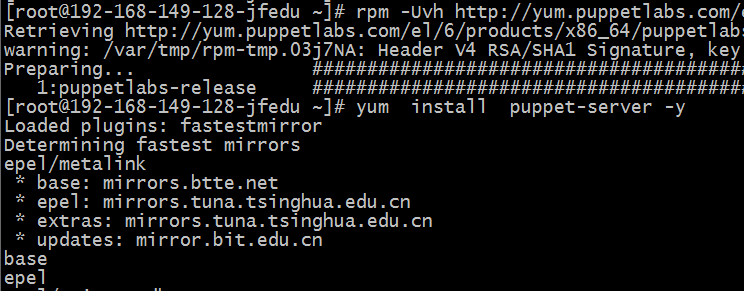 [root@192-168-149-128-jfedu ~]# rpm -Uvh http://yum.puppetlabs.com/
Retrieving http://yum.puppetlabs.com/el/6/products/x86_64/puppetlabs
warning: /var/tmp/rpm-tmp.03j7NA: Header V4 RSA/SHA1 Signature, key
Preparing... ########################################
1:puppetlabs-release ########################################
[root@192-168-149-128-jfedu ~]# yum install puppet-server -y
Loaded plugins: fastestmirror
Determining fastest mirrors
epel/metalink
* base: mirrors.btte.net
* epel: mirrors.tuna.tsinghua.edu.cn
* extras: mirrors.tuna.tsinghua.edu.cn
* updates: mirror.bit.edu.cn
base
epel